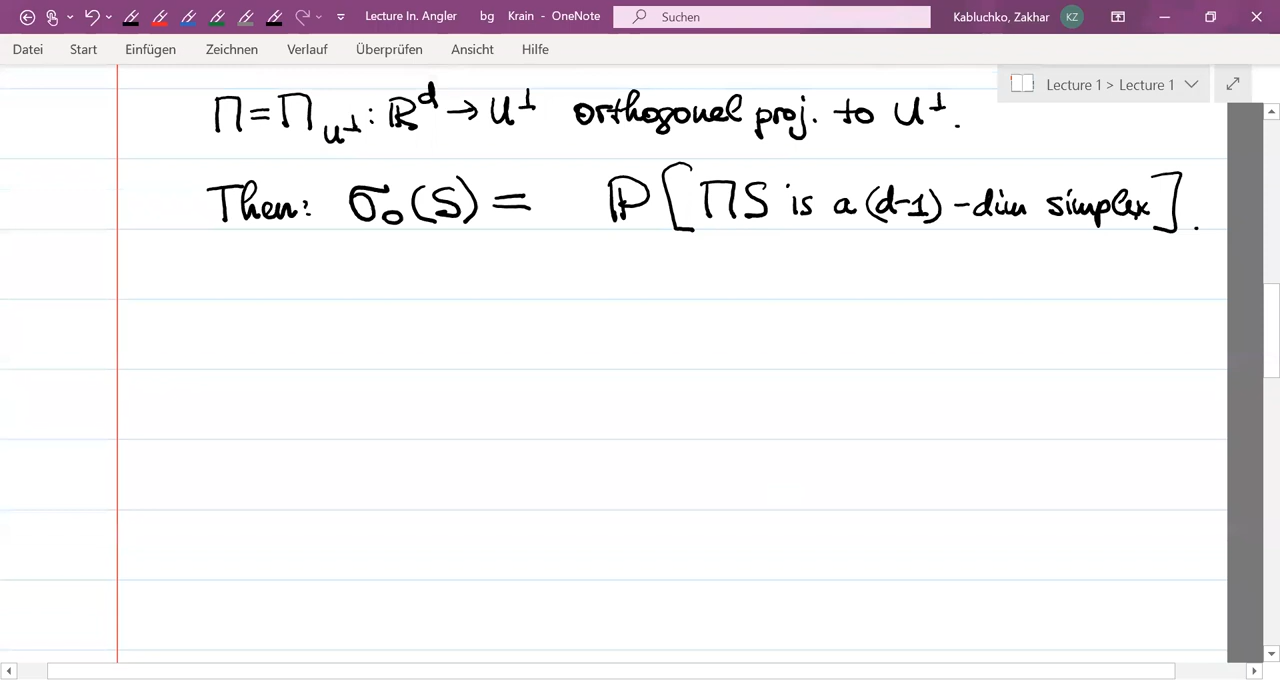 Lecture In. Angler bg Krain - OneNote
Suchen
Kabluchko, Zakhar KZ
Datei Start Einfügen Zeichnen Verlauf Überprüfen Ansicht Hilfe
Lecture 1 > Lecture 1
Π = Π_{U^⊥} : ℝ^d → U^⊥ orthogonal proj. to U^⊥.
Then: σ₀(S) = ℙ[ΠS is a (d-1)-dim simplex].